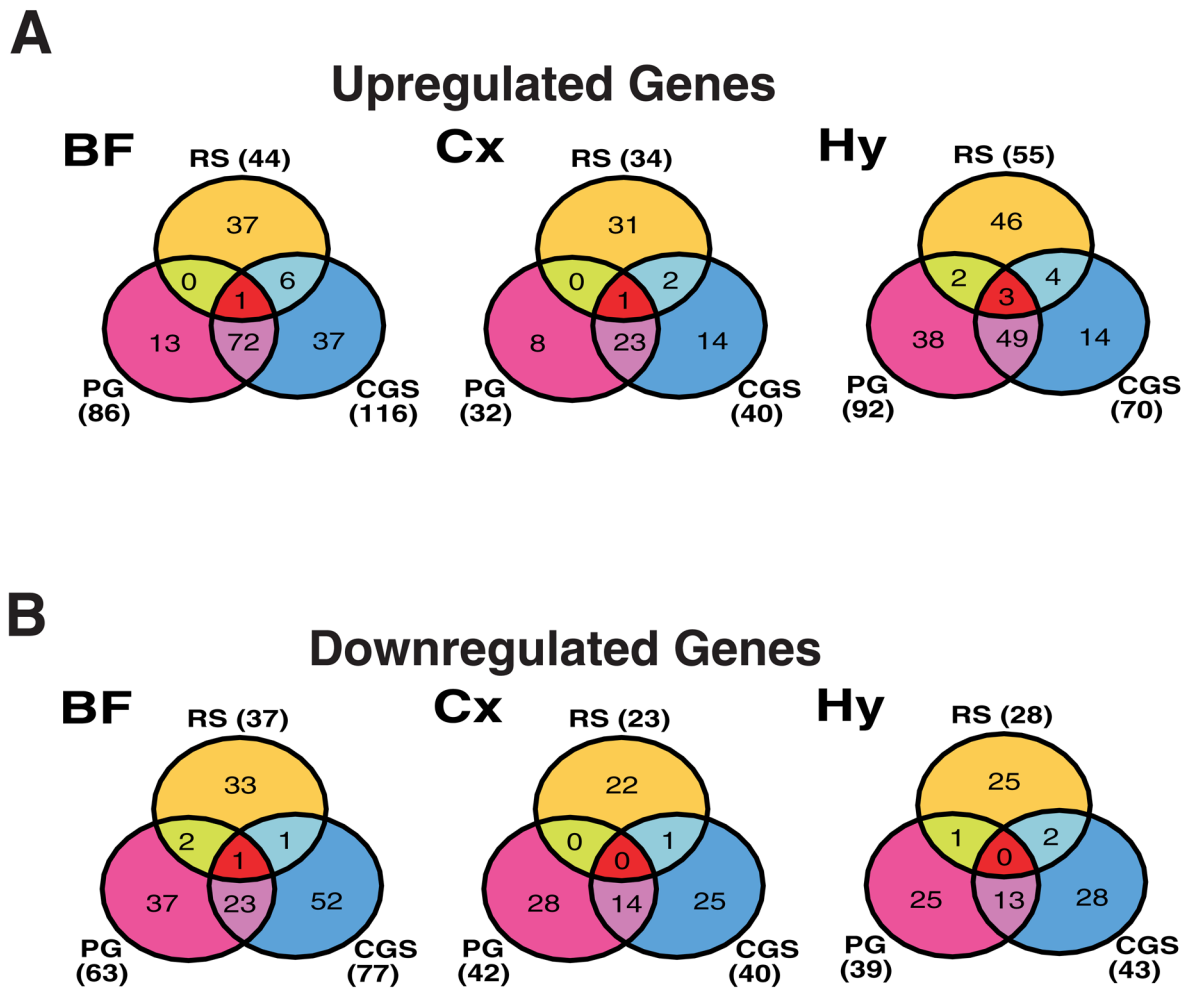 A
Upregulated Genes
BF
Cx
Hy
RS (44)
RS (34)
RS (55)
37
31
46
0
6
0
2
2
4
1
1
3
13
72
37
8
23
14
38
49
14
PG
(86)
CGS
(116)
PG
(32)
CGS
(40)
PG
(92)
CGS
(70)
B
Downregulated Genes
BF
Cx
Hy
RS (37)
RS (23)
RS (28)
33
22
25
2
1
0
1
1
2
1
0
0
37
23
52
28
14
25
25
13
28
PG
(63)
CGS
(77)
PG
(42)
CGS
(40)
PG
(39)
CGS
(43)